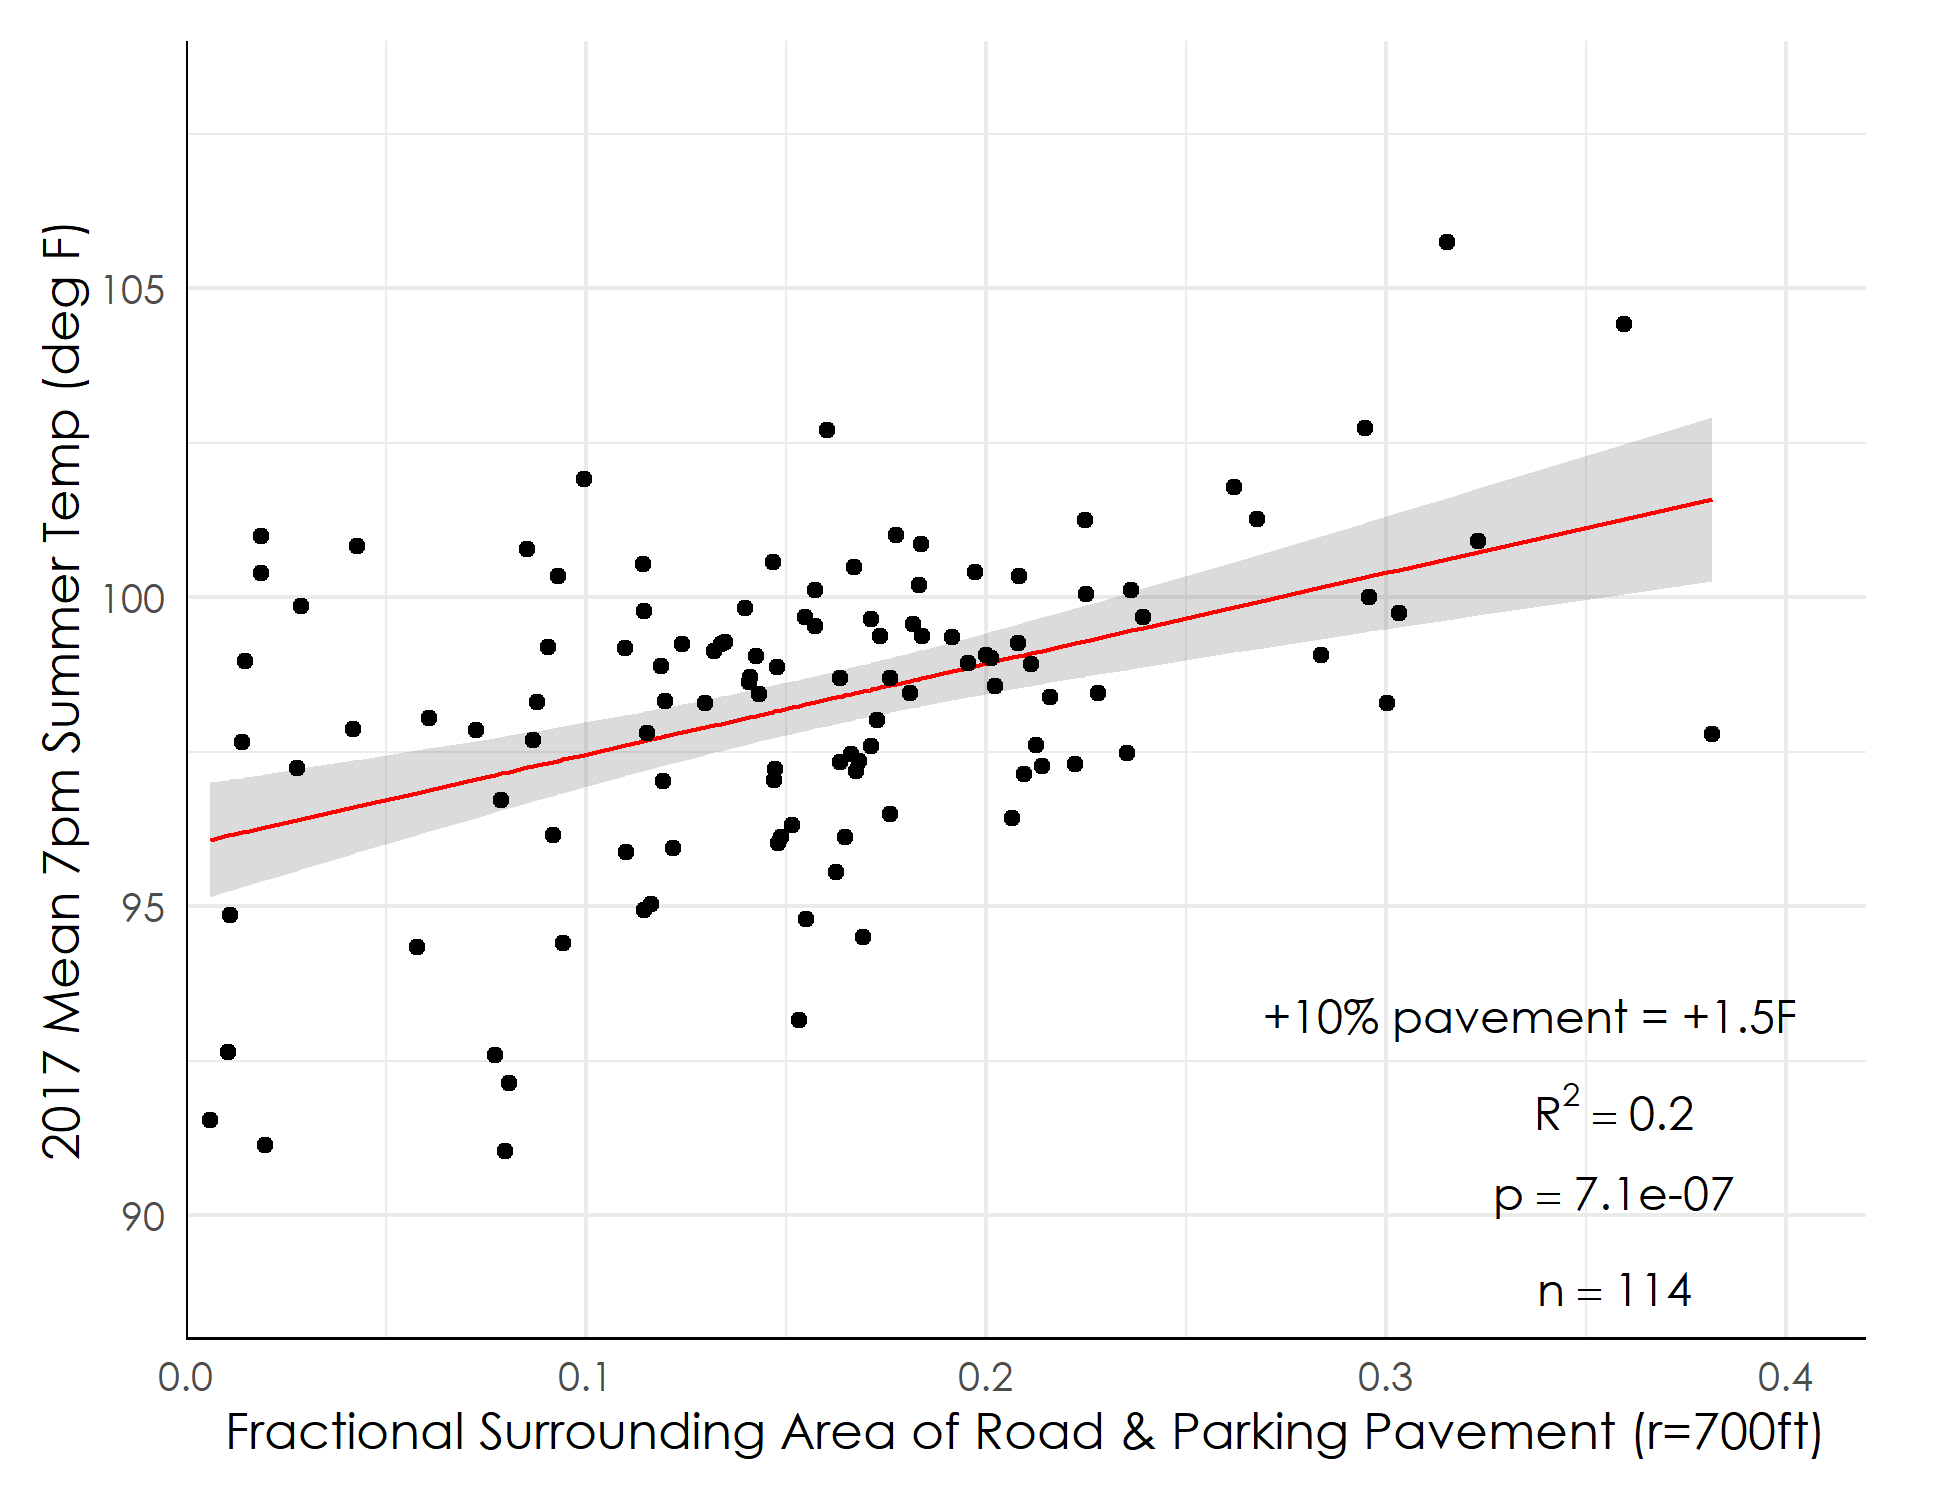 2017 Mean 7pm Summer Temp (deg F)
105
100
95
90
+10% pavement = +1.5F
R² = 0.2
p = 7.1e-07
n = 114
0.0 0.1 0.2 0.3 0.4
Fractional Surrounding Area of Road & Parking Pavement (r=700ft)